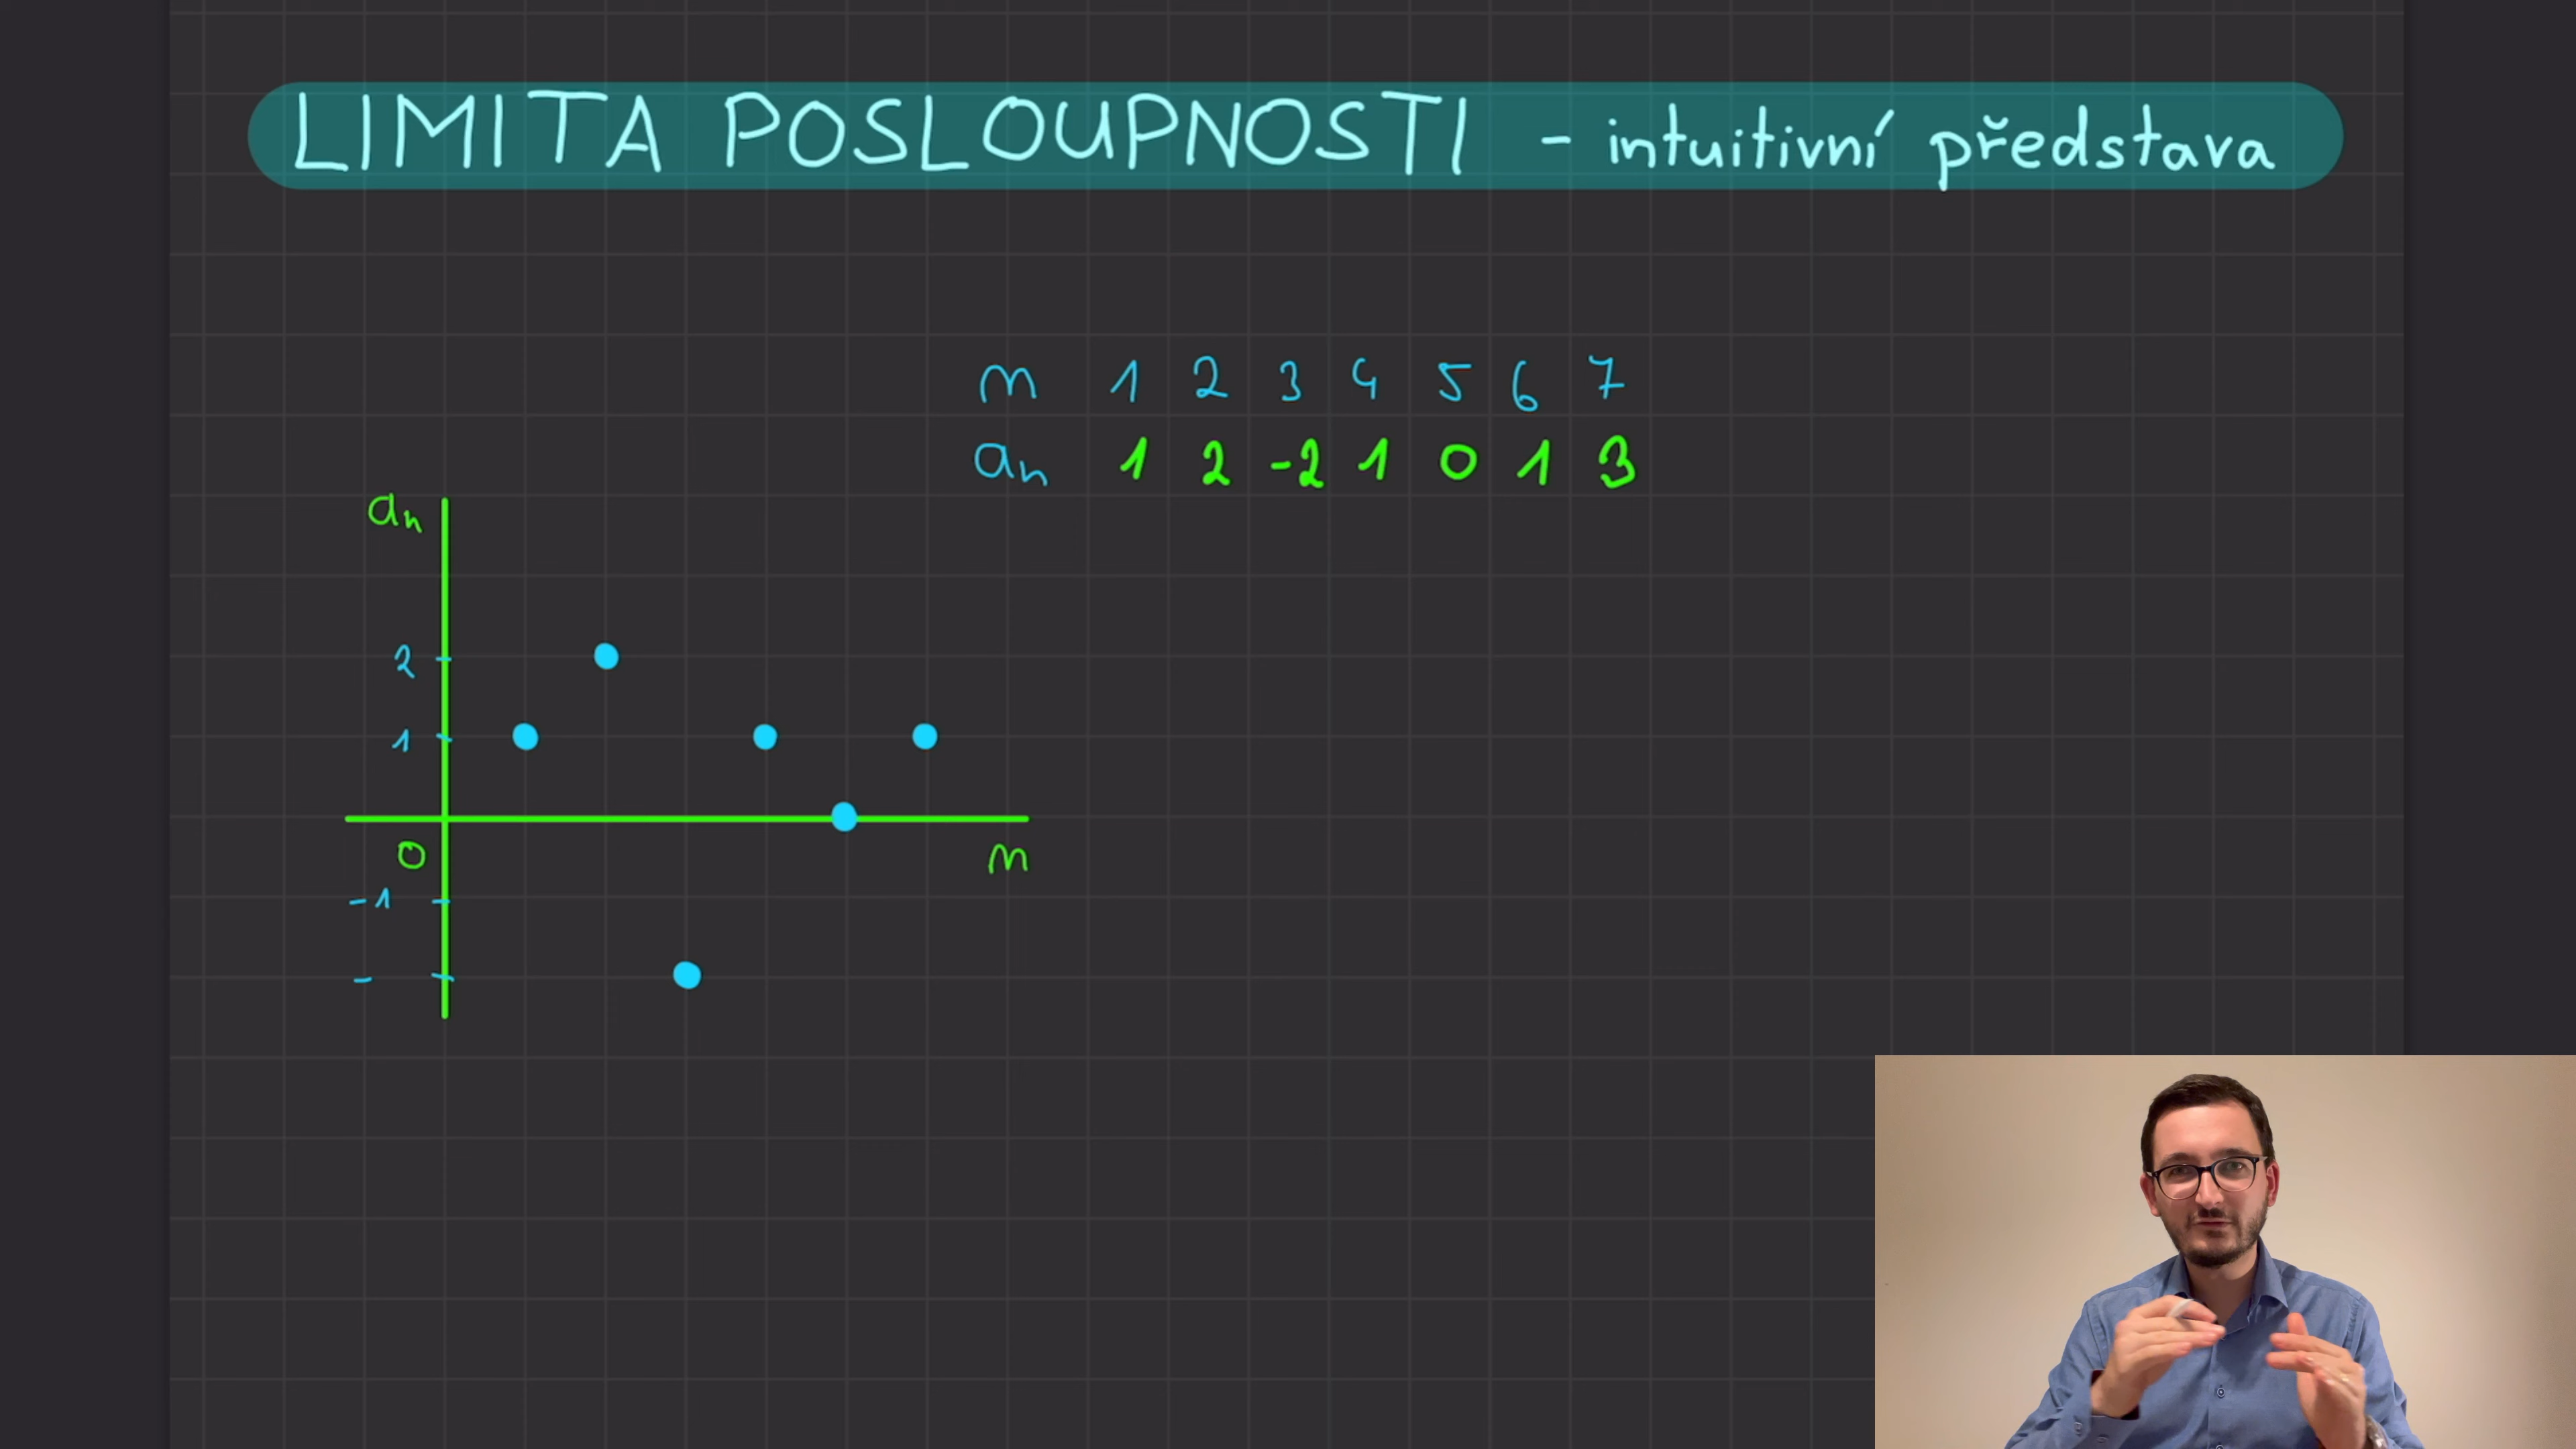 LIMITA POSLOUPNOSTI - intuitivní představa
n 1 2 3 4 5 6 7
an 1 2 -2 1 0 1 3
an
2
1
0
n
-1
-